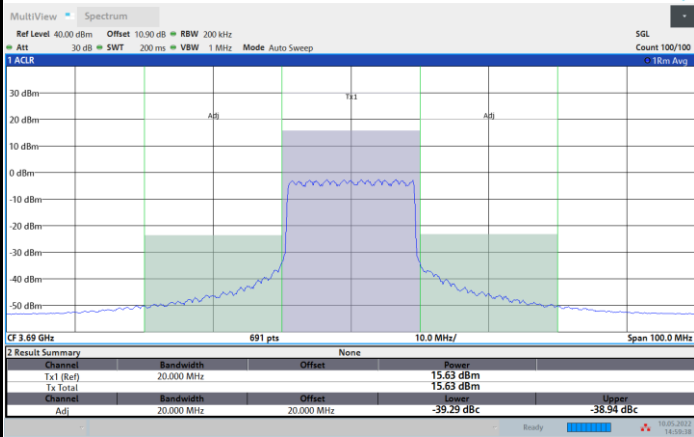 MultiView Spectrum
Ref Level 40.00 dBm Offset 10.90 dB RBW 200 kHz SGL
Att 30 dB SWT 200 ms VBW 1 MHz Mode Auto Sweep Count 100/100
1 ACLR 1Rm Avg
30 dBm
Tx1
20 dBm Adj Adj
10 dBm
0 dBm
-10 dBm
-20 dBm
-30 dBm
-40 dBm
-50 dBm
CF 3.69 GHz 691 pts 10.0 MHz/ Span 100.0 MHz
2 Result Summary None
Channel Bandwidth Offset Power
Tx1 (Ref) 20.000 MHz 15.63 dBm
Tx Total 15.63 dBm
Channel Bandwidth Offset Lower Upper
Adj 20.000 MHz 20.000 MHz -39.29 dBc -38.94 dBc
Ready
14:59:38